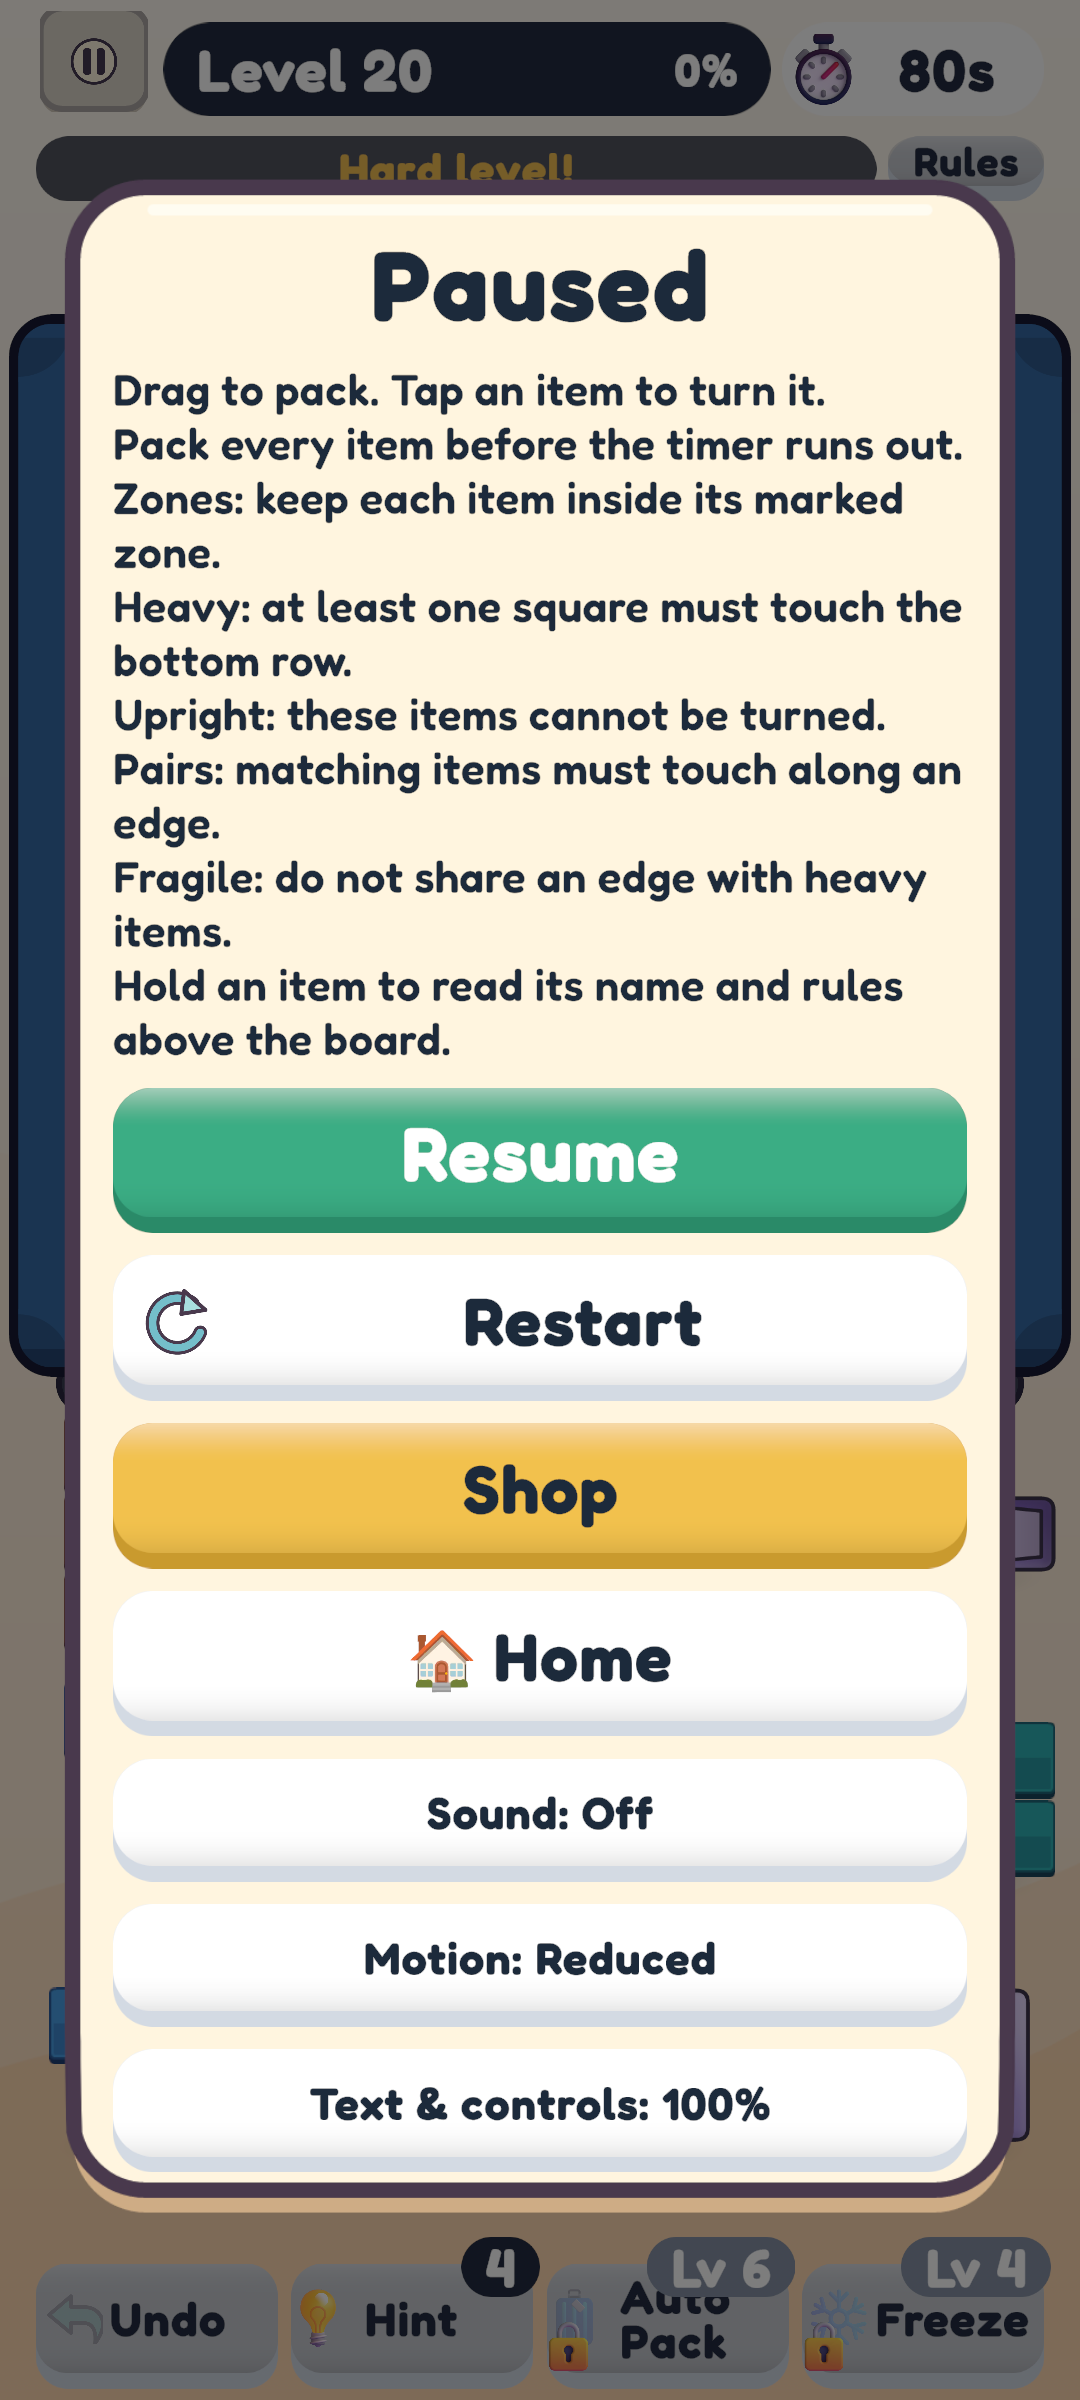 Level 20 0% 80s
Hard level! Rules
Paused
Drag to pack. Tap an item to turn it.
Pack every item before the timer runs out.
Zones: keep each item inside its marked
zone.
Heavy: at least one square must touch the
bottom row.
Upright: these items cannot be turned.
Pairs: matching items must touch along an
edge.
Fragile: do not share an edge with heavy
items.
Hold an item to read its name and rules
above the board.
Resume
Restart
Shop
Home
Sound: Off
Motion: Reduced
Text & controls: 100%
4 Lv 6 Lv 4
Undo Hint Auto Pack Freeze